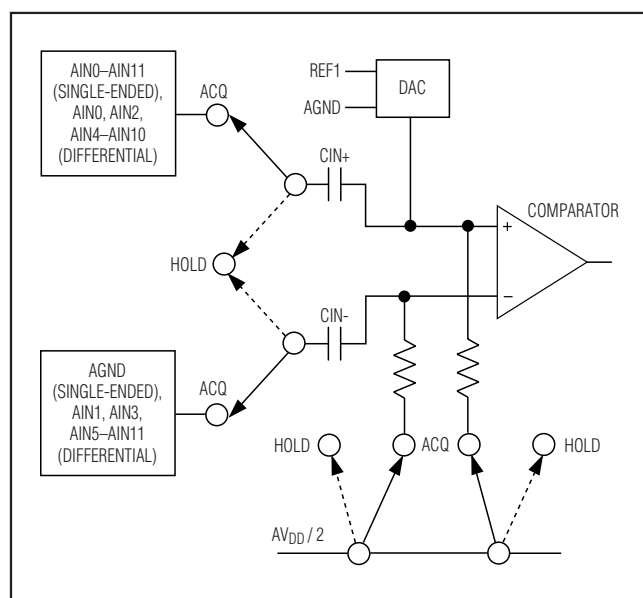 AIN0–AIN11
(SINGLE-ENDED),
AIN0, AIN2,
AIN4–AIN10
(DIFFERENTIAL)
ACQ
REF1
AGND
DAC
CIN+
COMPARATOR
+
−
HOLD
CIN-
AGND
(SINGLE-ENDED),
AIN1, AIN3,
AIN5–AIN11
(DIFFERENTIAL)
ACQ
HOLD
ACQ
HOLD
AVDD / 2